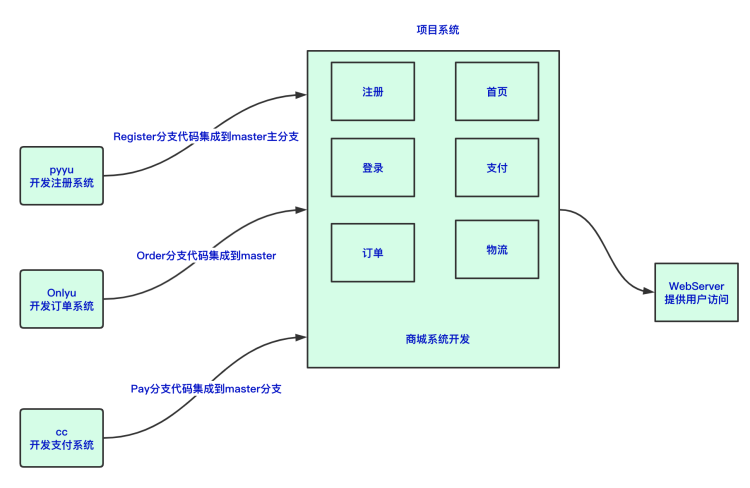 项目系统
注册
首页
Register分支代码集成到master主分支
pyyu
开发注册系统
登录
支付
Order分支代码集成到master
订单
物流
Onlyu
开发订单系统
WebServer
提供用户访问
商城系统开发
Pay分支代码集成到master分支
cc
开发支付系统